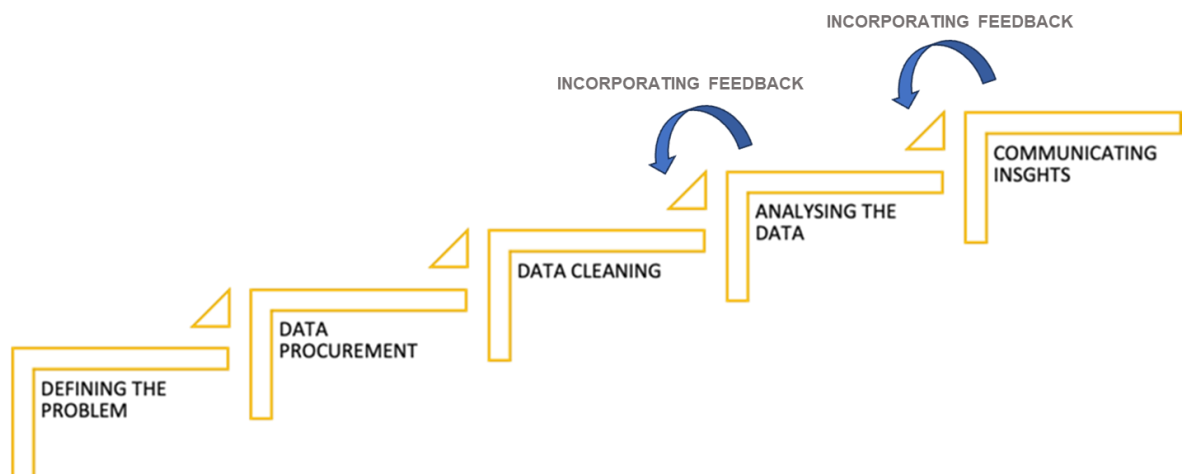 INCORPORATING FEEDBACK
INCORPORATING FEEDBACK
COMMUNICATING
INSGHTS
ANALYSING THE
DATA
DATA CLEANING
DATA
PROCUREMENT
DEFINING THE
PROBLEM